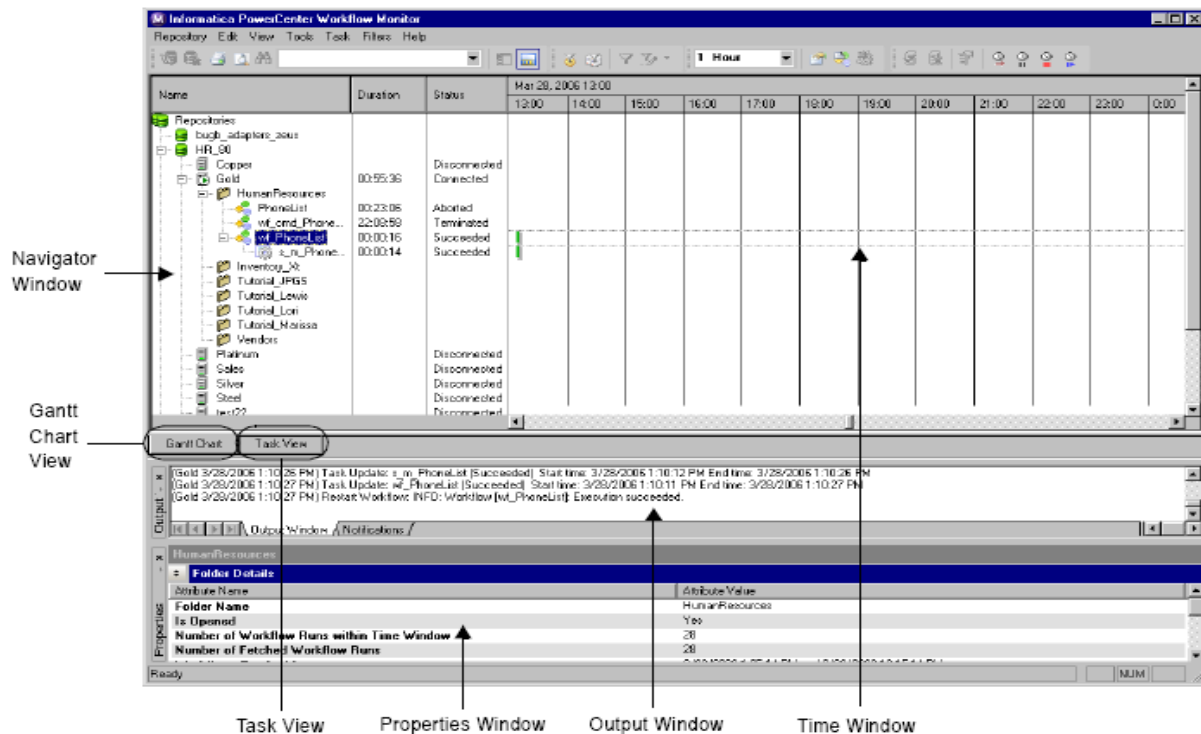 Informatica PowerCenter Workflow Monitor
Repository Edit View Tools Task Filters Help
1 Hour
Name Duration Status Mar 28, 2006 13:00
13:00 14:00 15:00 16:00 17:00 18:00 19:00 20:00 21:00 22:00 23:00 0:00
Repositories
bugb_adapters_zeus
HR_80
Copper Disconnected
Gold 00:55:36 Connected
HumanResources
PhoneList 00:23:06 Aborted
wf_cmd_Phone... 22:08:58 Terminated
wf_PhoneList 00:00:16 Succeeded
s_m_Phone... 00:00:14 Succeeded
Inventory_Xt
Tutorial_JPGS
Tutorial_Lewis
Tutorial_Lori
Tutorial_Marissa
Vendors
Platinum Disconnected
Sales Disconnected
Silver Disconnected
Steel Disconnected
test22 Disconnected
Navigator
Window
Gantt
Chart
View
Gantt Chart Task View
Output
(Gold 3/28/2006 1:10:26 PM) Task Update: s_m_PhoneList [Succeeded] Start time: 3/28/2006 1:10:12 PM End time: 3/28/2006 1:10:26 PM
(Gold 3/28/2006 1:10:27 PM) Task Update: wf_PhoneList [Succeeded] Start time: 3/28/2006 1:10:11 PM End time: 3/28/2006 1:10:27 PM
(Gold 3/28/2006 1:10:27 PM) Restart Workflow: INFO: Workflow [wf_PhoneList]: Execution succeeded.
Output Window Notifications
Properties
HumanResources
Folder Details
Attribute Name Attribute Value
Folder Name HumanResources
Is Opened Yes
Number of Workflow Runs within Time Window 28
Number of Fetched Workflow Runs 28
Ready NUM
Task View Properties Window Output Window Time Window